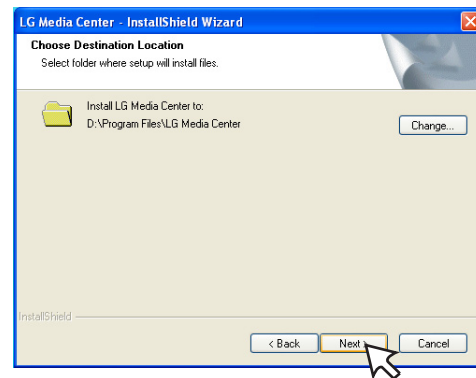 LG Media Center - InstallShield Wizard
Choose Destination Location
Select folder where setup will install files.
Install LG Media Center to:
D:\Program Files\LG Media Center
Change...
InstallShield
< Back
Next >
Cancel